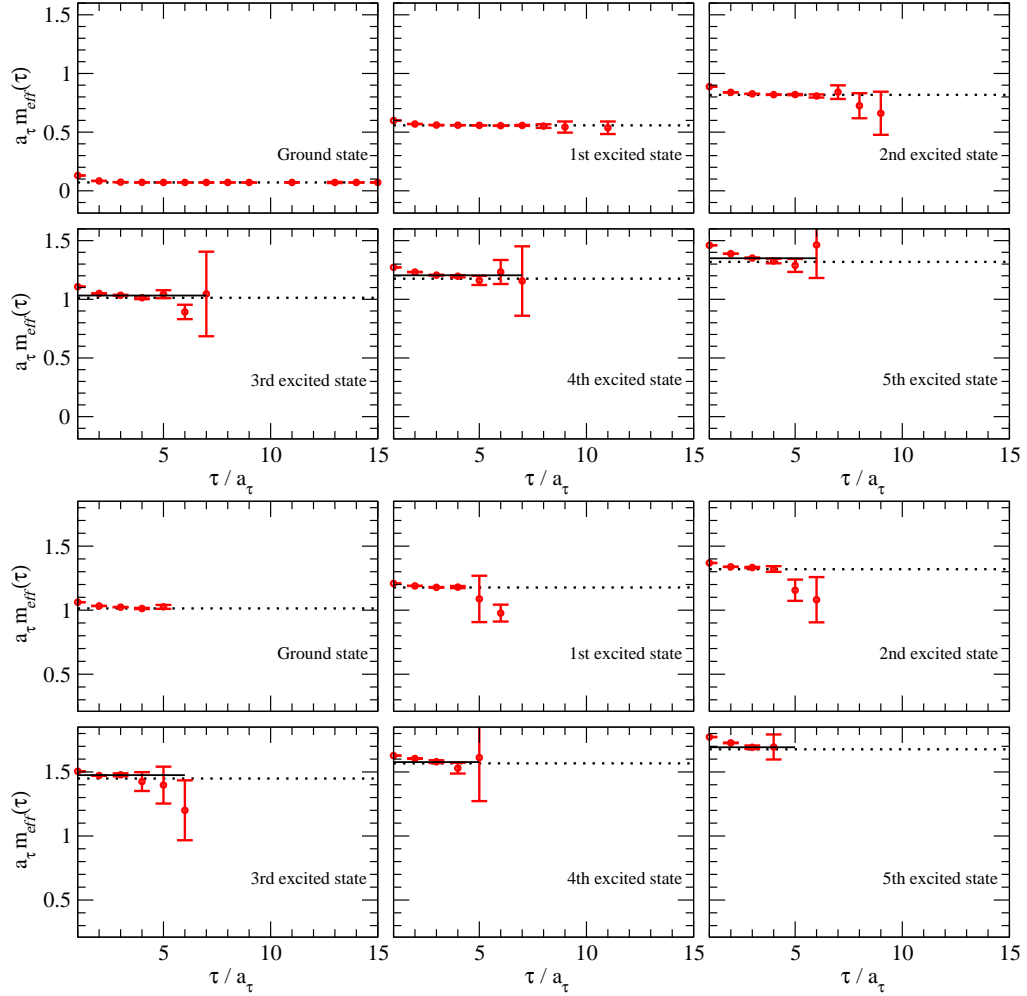 1.5
1
0.5
0
a_τ m_eff(τ)
Ground state
1st excited state
2nd excited state
1.5
1
0.5
0
a_τ m_eff(τ)
3rd excited state
4th excited state
5th excited state
5 10 15
5 10 15
5 10 15
τ / a_τ
τ / a_τ
τ / a_τ
1.5
1
0.5
a_τ m_eff(τ)
Ground state
1st excited state
2nd excited state
1.5
1
0.5
a_τ m_eff(τ)
3rd excited state
4th excited state
5th excited state
5 10 15
5 10 15
5 10 15
τ / a_τ
τ / a_τ
τ / a_τ